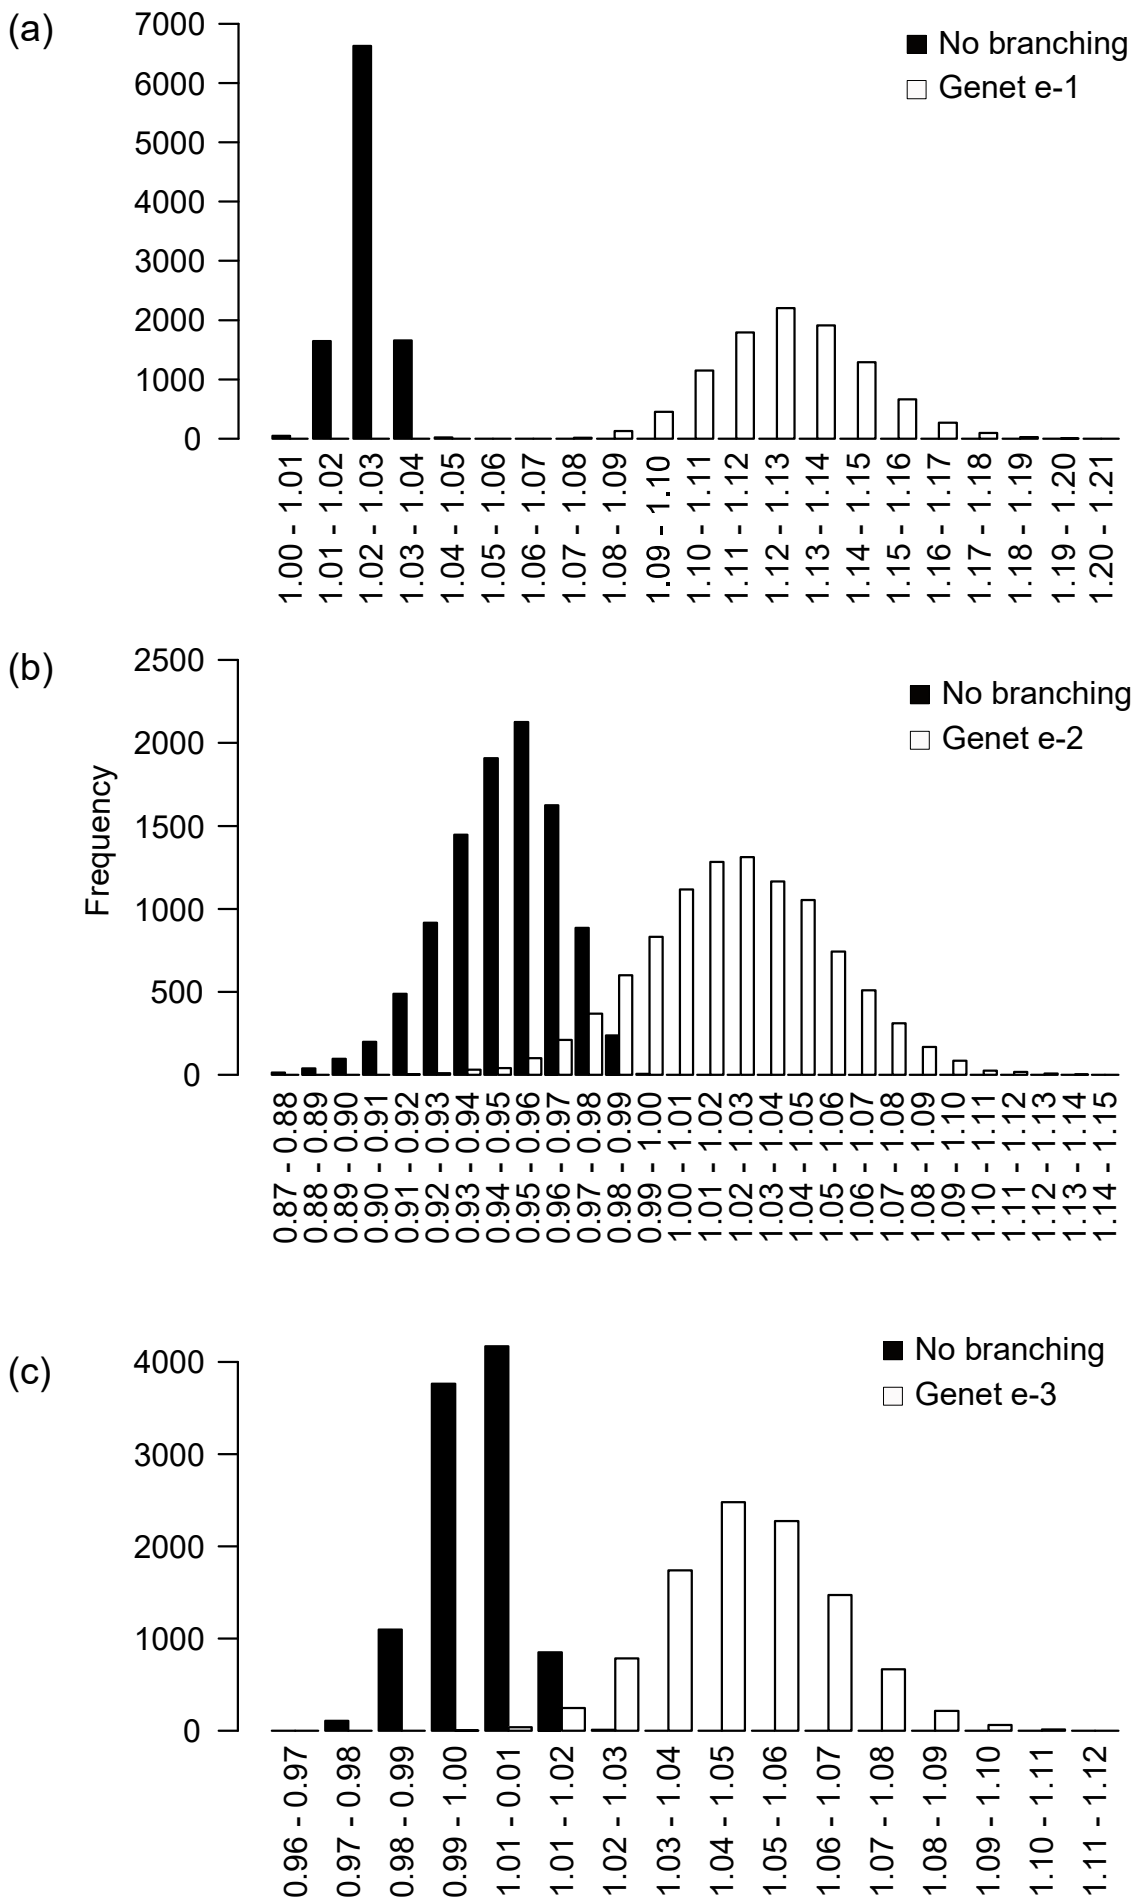 (a)
7000
6000
5000
4000
3000
2000
1000
0
No branching
Genet e-1
1.00 - 1.01
1.01 - 1.02
1.02 - 1.03
1.03 - 1.04
1.04 - 1.05
1.05 - 1.06
1.06 - 1.07
1.07 - 1.08
1.08 - 1.09
1.09 - 1.10
1.10 - 1.11
1.11 - 1.12
1.12 - 1.13
1.13 - 1.14
1.14 - 1.15
1.15 - 1.16
1.16 - 1.17
1.17 - 1.18
1.18 - 1.19
1.19 - 1.20
1.20 - 1.21
(b)
Frequency
2500
2000
1500
1000
500
0
No branching
Genet e-2
0.87 - 0.88
0.88 - 0.89
0.89 - 0.90
0.90 - 0.91
0.91 - 0.92
0.92 - 0.93
0.93 - 0.94
0.94 - 0.95
0.95 - 0.96
0.96 - 0.97
0.97 - 0.98
0.98 - 0.99
0.99 - 1.00
1.00 - 1.01
1.01 - 1.02
1.02 - 1.03
1.03 - 1.04
1.04 - 1.05
1.05 - 1.06
1.06 - 1.07
1.07 - 1.08
1.08 - 1.09
1.09 - 1.10
1.10 - 1.11
1.11 - 1.12
1.12 - 1.13
1.13 - 1.14
1.14 - 1.15
(c)
4000
3000
2000
1000
0
No branching
Genet e-3
0.96 - 0.97
0.97 - 0.98
0.98 - 0.99
0.99 - 1.00
1.01 - 0.01
1.01 - 1.02
1.02 - 1.03
1.03 - 1.04
1.04 - 1.05
1.05 - 1.06
1.06 - 1.07
1.07 - 1.08
1.08 - 1.09
1.09 - 1.10
1.10 - 1.11
1.11 - 1.12